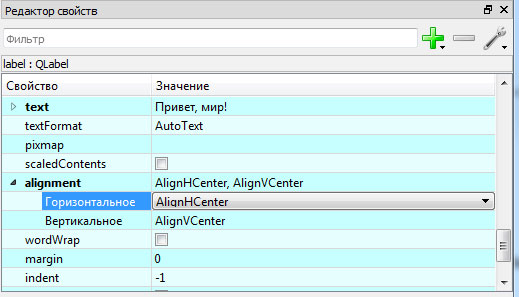 Редактор свойств
Фильтр
label : QLabel
Свойство Значение
text Привет, мир!
textFormat AutoText
pixmap
scaledContents
alignment AlignHCenter, AlignVCenter
Горизонтальное AlignHCenter
Вертикальное AlignVCenter
wordWrap
margin 0
indent -1